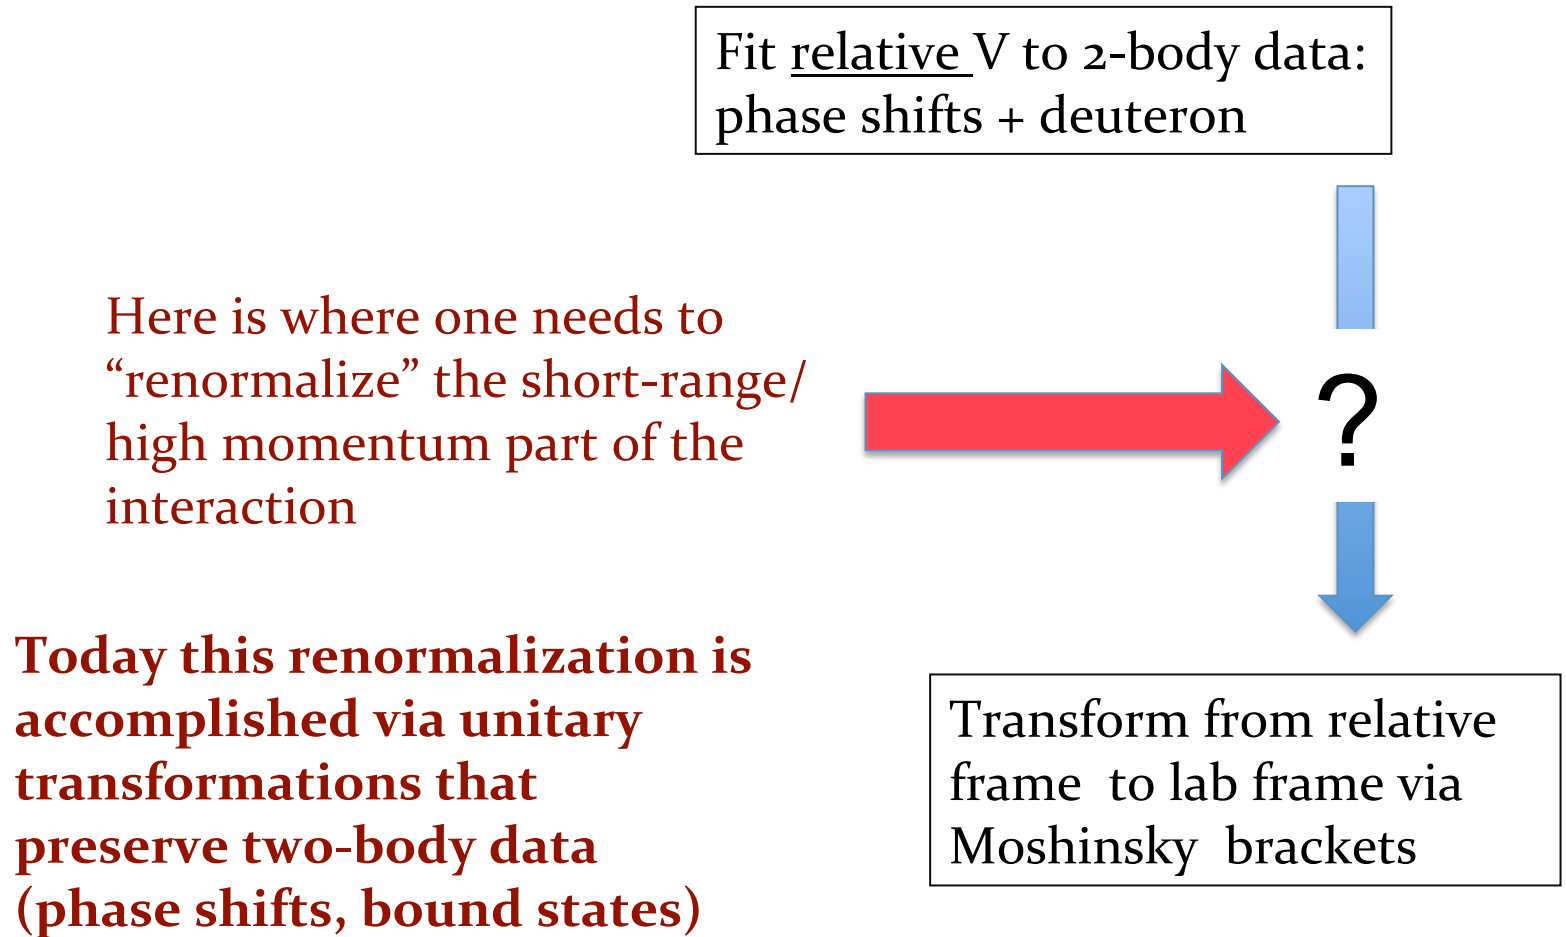 Fit relative V to 2-body data:
phase shifts + deuteron
Here is where one needs to
“renormalize” the short-range/
high momentum part of the
interaction
?
Today this renormalization is
accomplished via unitary
transformations that
preserve two-body data
(phase shifts, bound states)
Transform from relative
frame to lab frame via
Moshinsky brackets